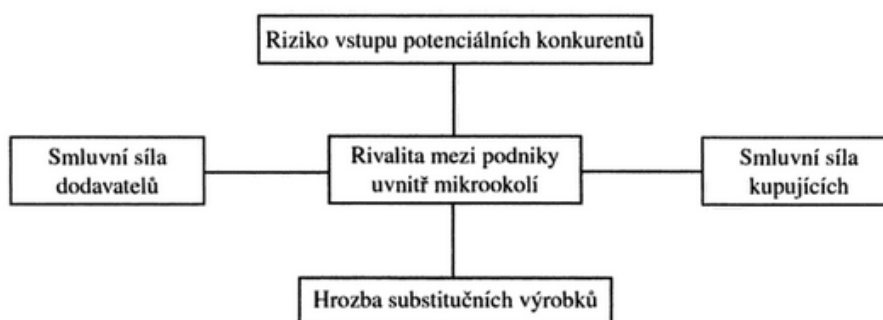 Riziko vstupu potenciálních konkurentů
Smluvní síla
dodavatelů
Rivalita mezi podniky
uvnitř mikrookolí
Smluvní síla
kupujících
Hrozba substitučních výrobků